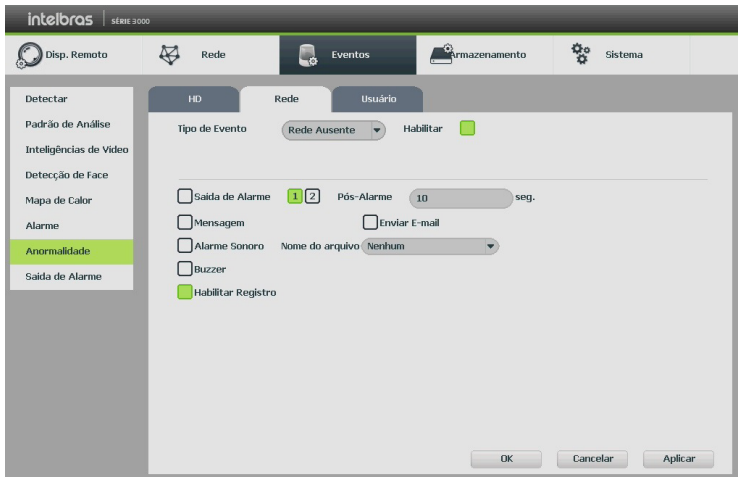 intelbras SÉRIE 3000
Disp. Remoto
Rede
Eventos
Armazenamento
Sistema
Detectar
Padrão de Análise
Inteligências de Vídeo
Detecção de Face
Mapa de Calor
Alarme
Anormalidade
Saída de Alarme
HD
Rede
Usuário
Tipo de Evento Rede Ausente Habilitar
Saída de Alarme 1 2 Pós-Alarme 10 seg.
Mensagem Enviar E-mail
Alarme Sonoro Nome do arquivo Nenhum
Buzzer
Habilitar Registro
OK Cancelar Aplicar